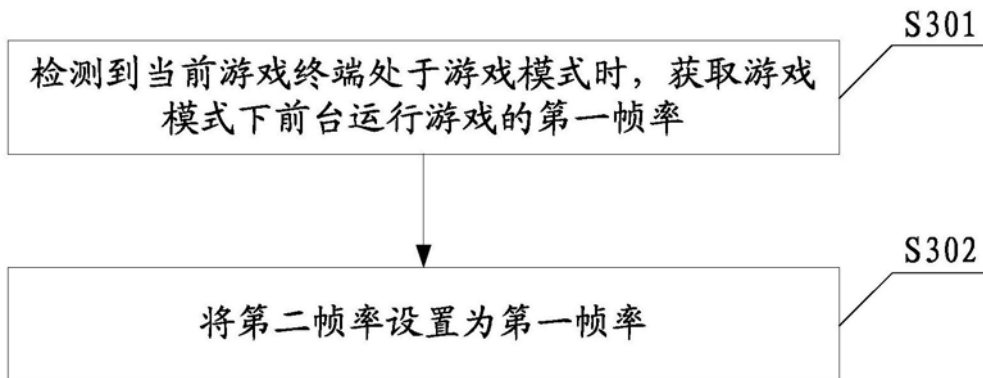 S301
检测到当前游戏终端处于游戏模式时，获取游戏
模式下前台运行游戏的第一帧率
S302
将第二帧率设置为第一帧率